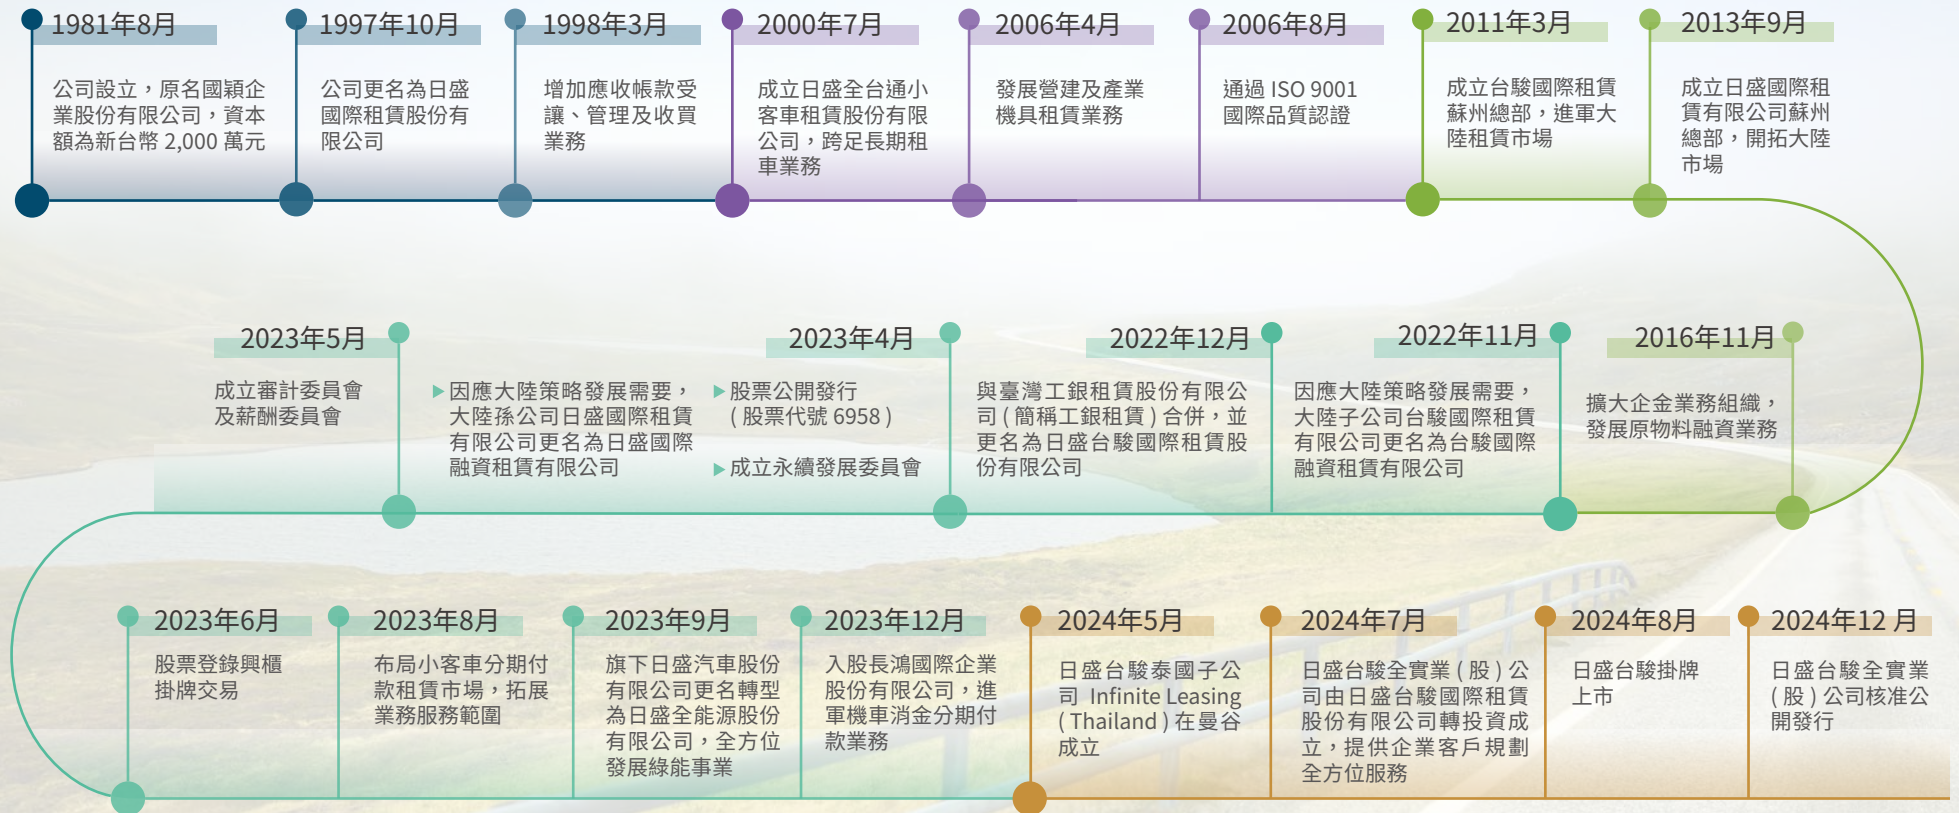 1981年8月
公司設立，原名國穎企
業股份有限公司，資本
額為新台幣 2,000 萬元
1997年10月
公司更名為日盛
國際租賃股份有
限公司
1998年3月
增加應收帳款受
讓、管理及收買
業務
2000年7月
成立日盛全台通小
客車租賃股份有限
公司，跨足長期租
車業務
2006年4月
發展營建及產業
機具租賃業務
2006年8月
通過 ISO 9001
國際品質認證
2011年3月
成立台駿國際租賃
蘇州總部，進軍大
陸租賃市場
2013年9月
成立日盛國際租
賃有限公司蘇州
總部，開拓大陸
市場
2016年11月
擴大企金業務組織，
發展原物料融資業務
2022年11月
因應大陸策略發展需要，
大陸子公司台駿國際租賃
有限公司更名為台駿國際
融資租賃有限公司
2022年12月
與臺灣工銀租賃股份有限公
司 ( 簡稱工銀租賃 ) 合併，並
更名為日盛台駿國際租賃股
份有限公司
2023年4月
▶股票公開發行
( 股票代號 6958 )
▶成立永續發展委員會
▶因應大陸策略發展需要，
大陸孫公司日盛國際租賃
有限公司更名為日盛國際
融資租賃有限公司
2023年5月
成立審計委員會
及薪酬委員會
2023年6月
股票登錄興櫃
掛牌交易
2023年8月
布局小客車分期付
款租賃市場，拓展
業務服務範圍
2023年9月
旗下日盛汽車股份
有限公司更名轉型
為日盛全能源股份
有限公司，全方位
發展綠能事業
2023年12月
入股長鴻國際企業
股份有限公司，進
軍機車消金分期付
款業務
2024年5月
日盛台駿泰國子公
司 Infinite Leasing
( Thailand ) 在曼谷
成立
2024年7月
日盛台駿全實業 ( 股 ) 公
司由日盛台駿國際租賃
股份有限公司轉投資成
立，提供企業客戶規劃
全方位服務
2024年8月
日盛台駿掛牌
上市
2024年12 月
日盛台駿全實業
( 股 ) 公司核准公
開發行